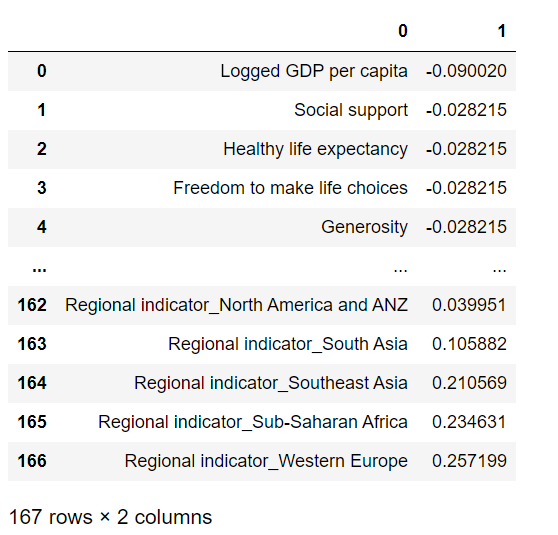 0 1
0 Logged GDP per capita -0.090020
1 Social support -0.028215
2 Healthy life expectancy -0.028215
3 Freedom to make life choices -0.028215
4 Generosity -0.028215
... ... ...
162 Regional indicator_North America and ANZ 0.039951
163 Regional indicator_South Asia 0.105882
164 Regional indicator_Southeast Asia 0.210569
165 Regional indicator_Sub-Saharan Africa 0.234631
166 Regional indicator_Western Europe 0.257199
167 rows × 2 columns